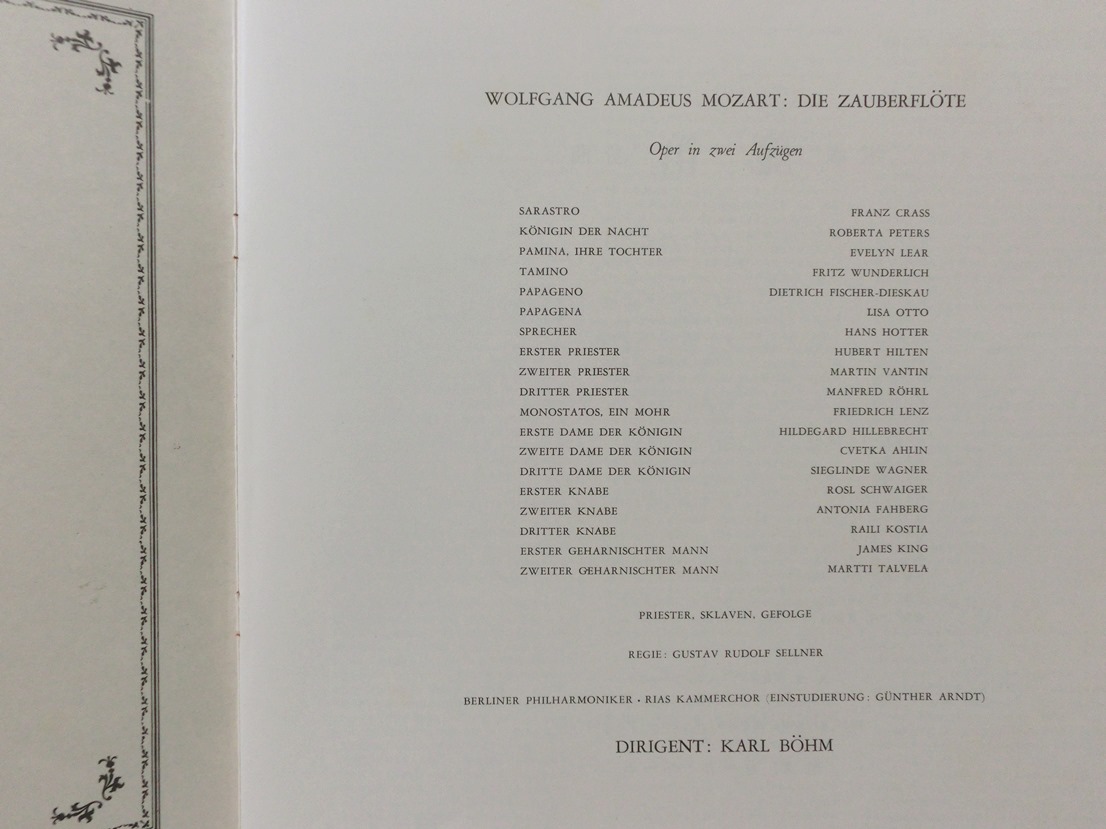 WOLFGANG AMADEUS MOZART: DIE ZAUBERFLÖTE
Oper in zwei Aufzügen
SARASTRO FRANZ CRASS
KÖNIGIN DER NACHT ROBERTA PETERS
PAMINA, IHRE TOCHTER EVELYN LEAR
TAMINO FRITZ WUNDERLICH
PAPAGENO DIETRICH FISCHER-DIESKAU
PAPAGENA LISA OTTO
SPRECHER HANS HOTTER
ERSTER PRIESTER HUBERT HILTEN
ZWEITER PRIESTER MARTIN VANTIN
DRITTER PRIESTER MANFRED RÖHRL
MONOSTATOS, EIN MOHR FRIEDRICH LENZ
ERSTE DAME DER KÖNIGIN HILDEGARD HILLEBRECHT
ZWEITE DAME DER KÖNIGIN CVETKA AHLIN
DRITTE DAME DER KÖNIGIN SIEGLINDE WAGNER
ERSTER KNABE ROSL SCHWAIGER
ZWEITER KNABE ANTONIA FAHBERG
DRITTER KNABE RAILI KOSTIA
ERSTER GEHARNISCHTER MANN JAMES KING
ZWEITER GEHARNISCHTER MANN MARTTI TALVELA
PRIESTER, SKLAVEN, GEFOLGE
REGIE: GUSTAV RUDOLF SELLNER
BERLINER PHILHARMONIKER · RIAS KAMMERCHOR (EINSTUDIERUNG: GÜNTHER ARNDT)
DIRIGENT: KARL BÖHM